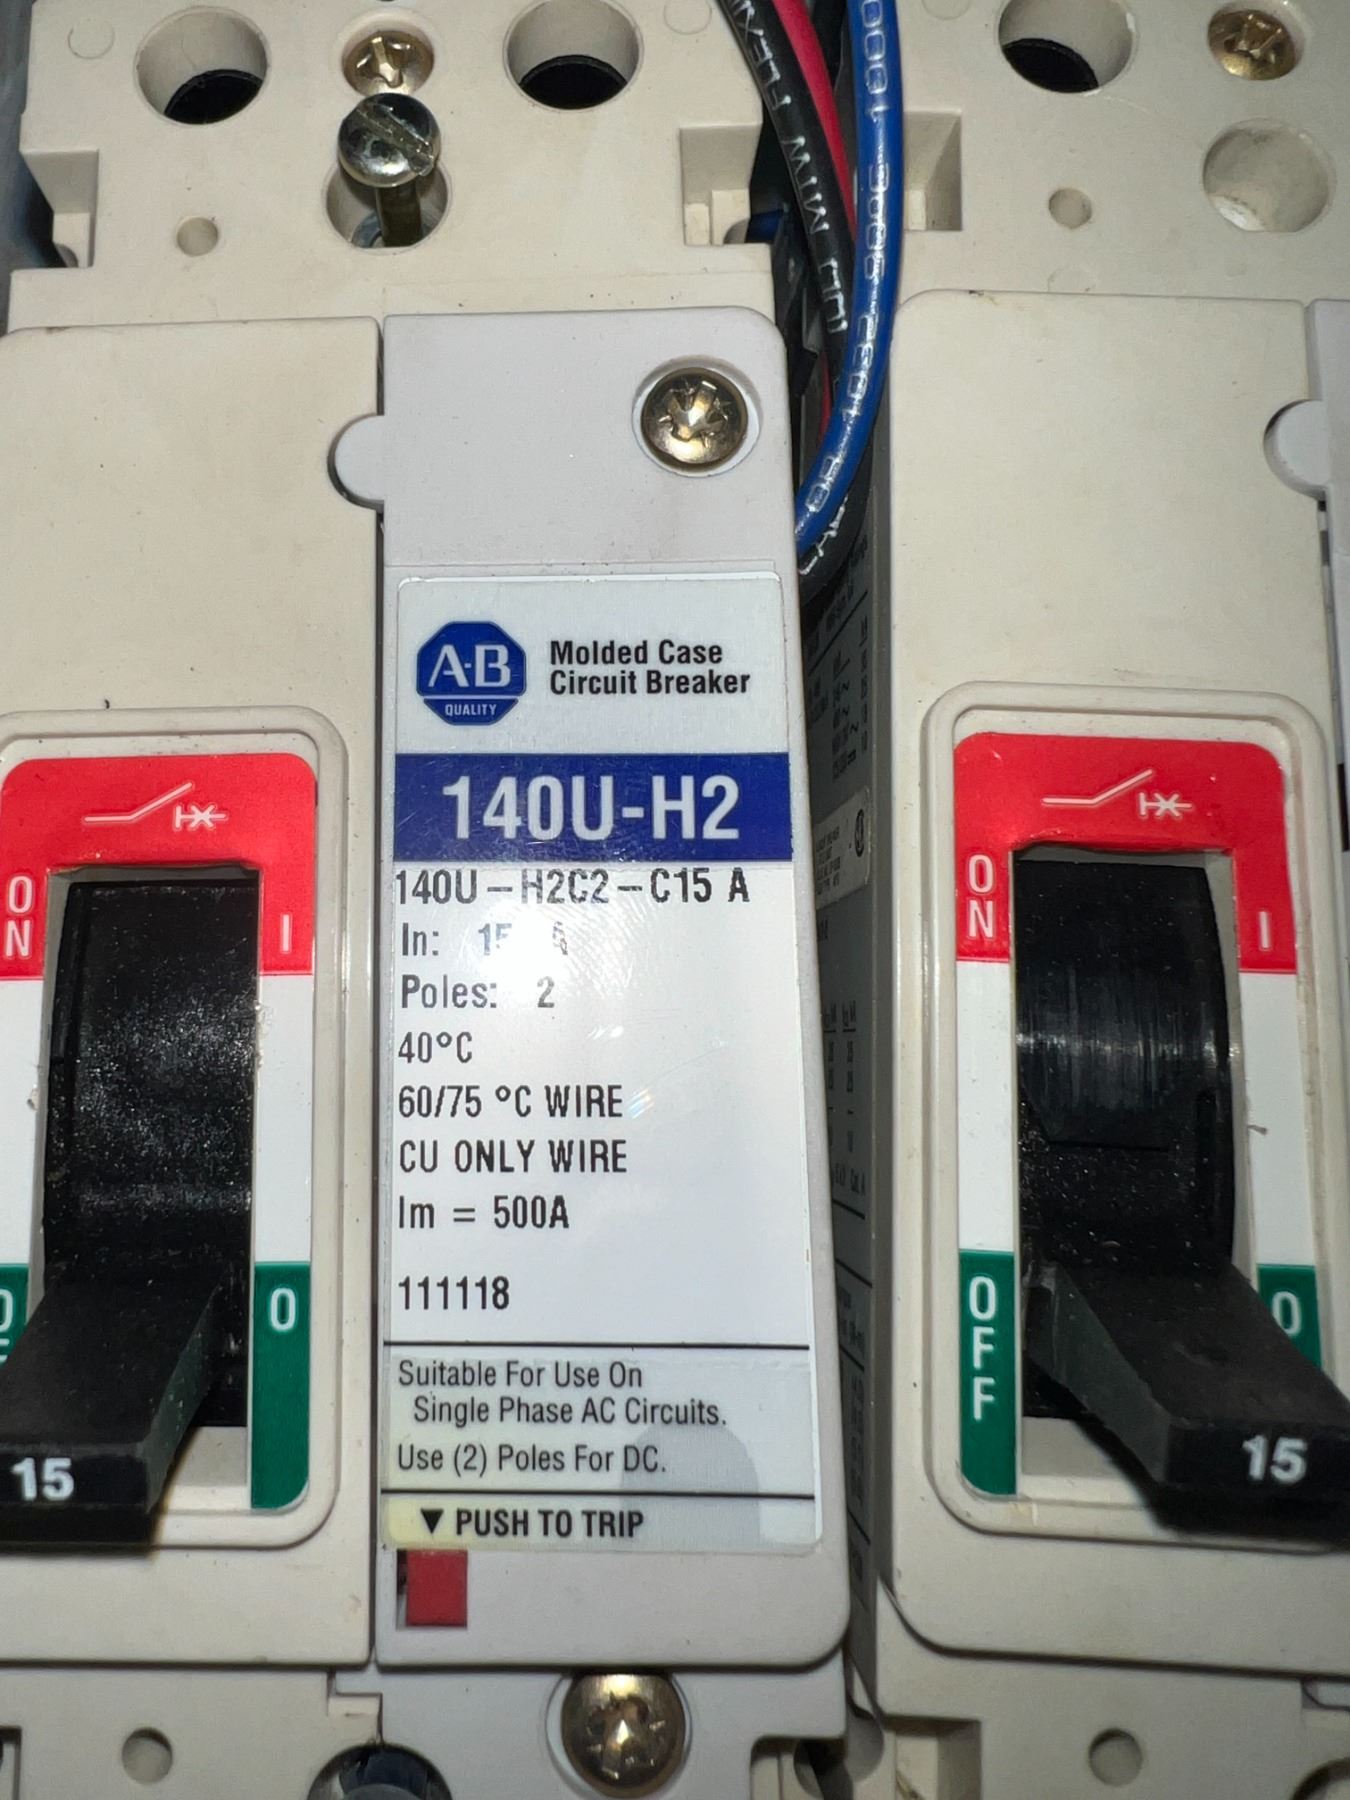 A-B
QUALITY
Molded Case
Circuit Breaker
140U-H2
140U-H2C2-C15 A
In: 15 A
Poles: 2
40°C
60/75 °C WIRE
CU ONLY WIRE
Im = 500A
111118
Suitable For Use On
Single Phase AC Circuits.
Use (2) Poles For DC.
▼ PUSH TO TRIP
ON
I
O
15
ON
I
OFF
O
15